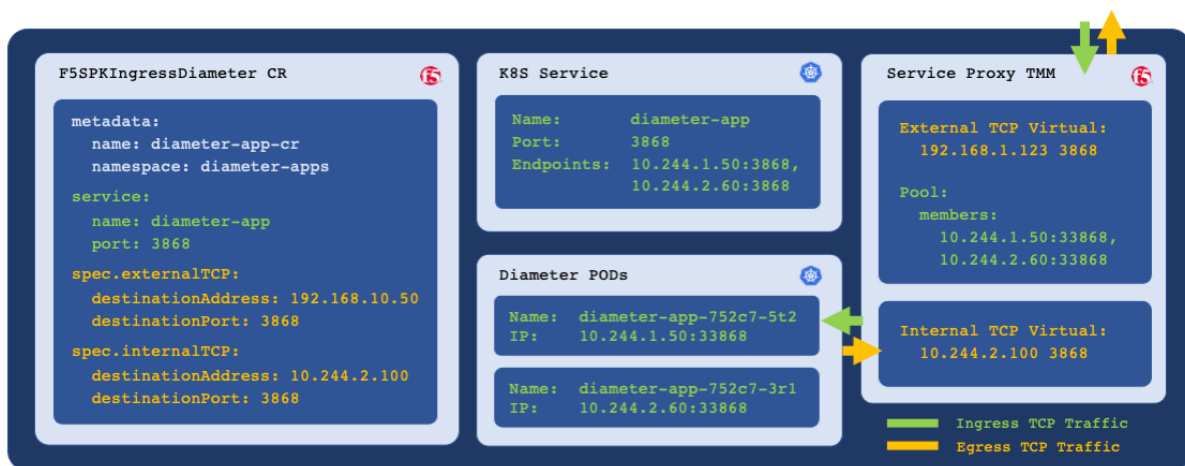 F5SPKIngressDiameter CR
metadata:
name: diameter-app-cr
namespace: diameter-apps
service:
name: diameter-app
port: 3868
spec.externalTCP:
destinationAddress: 192.168.10.50
destinationPort: 3868
spec.internalTCP:
destinationAddress: 10.244.2.100
destinationPort: 3868
K8S Service
Name: diameter-app
Port: 3868
Endpoints: 10.244.1.50:3868,
10.244.2.60:3868
Diameter PODs
Name: diameter-app-752c7-5t2
IP: 10.244.1.50:33868
Name: diameter-app-752c7-3r1
IP: 10.244.2.60:33868
Service Proxy TMM
External TCP Virtual:
192.168.1.123 3868
Pool:
members:
10.244.1.50:33868,
10.244.2.60:33868
Internal TCP Virtual:
10.244.2.100 3868
Ingress TCP Traffic
Egress TCP Traffic